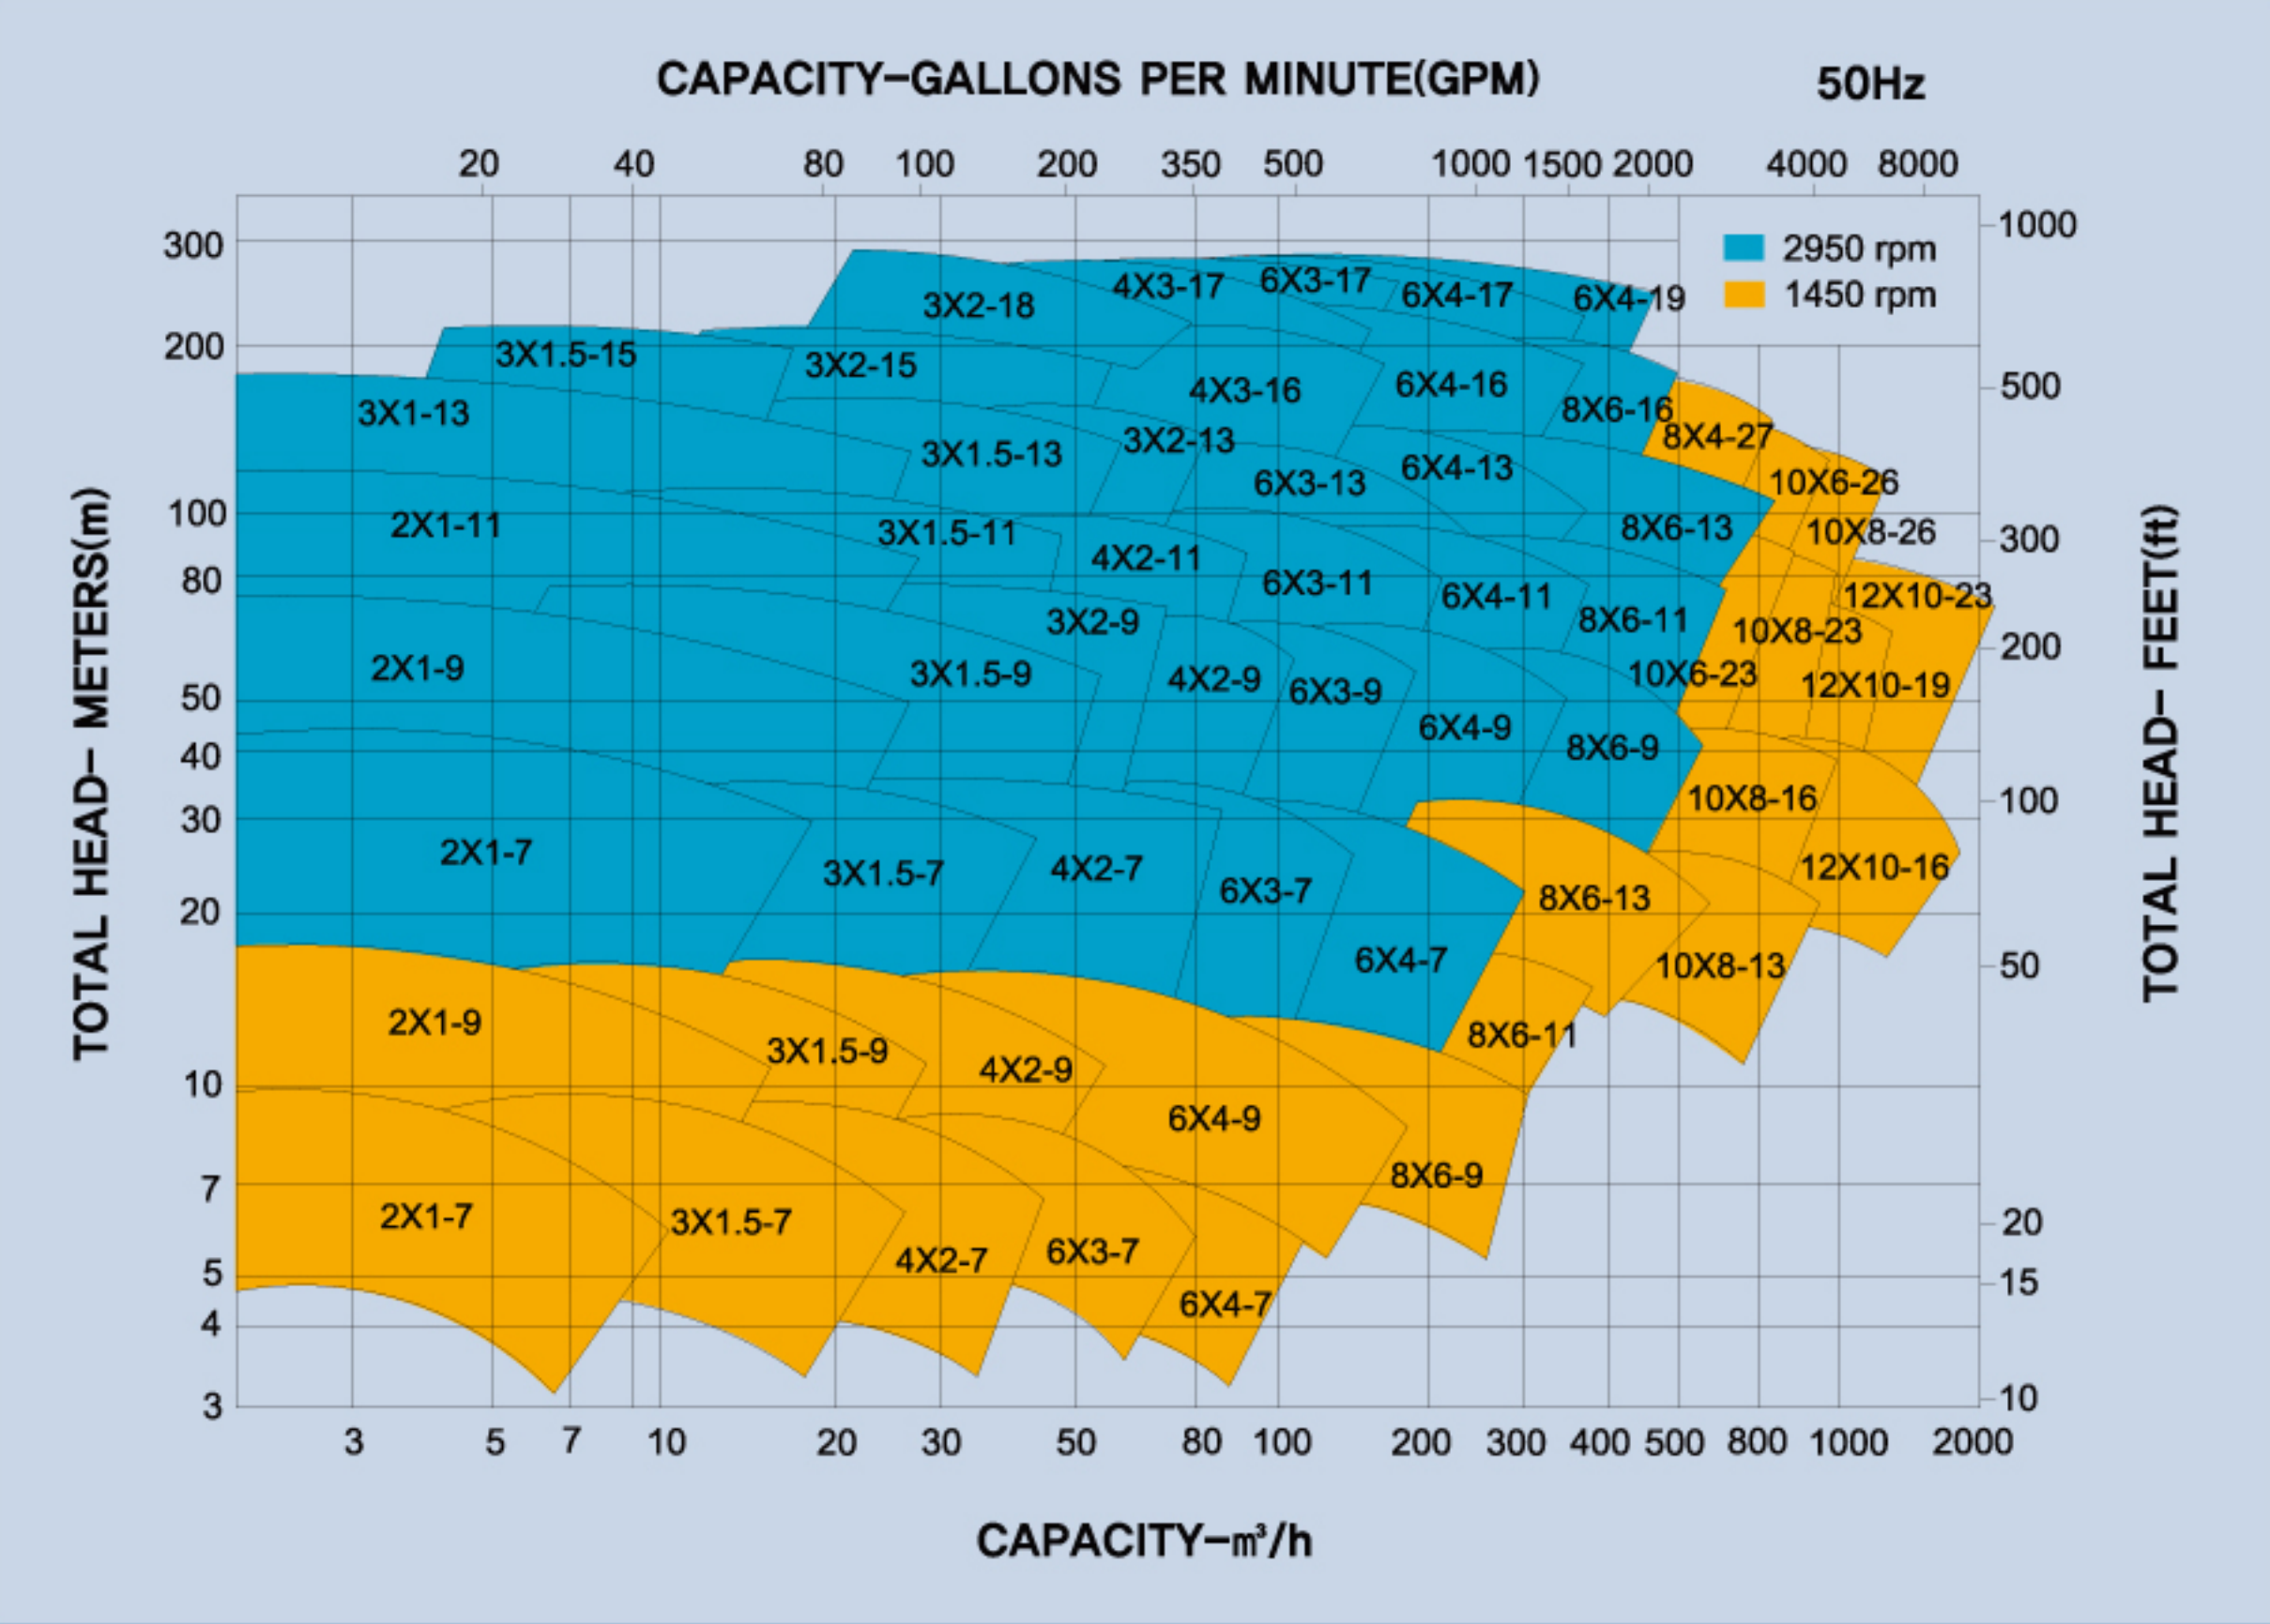 CAPACITY-GALLONS PER MINUTE(GPM) 50Hz
20 40 80 100 200 350 500 1000 1500 2000 4000 8000
TOTAL HEAD- METERS(m)
300
200
100
80
50
40
30
20
10
7
5
4
3
2950 rpm
1450 rpm
3X2-18
4X3-17
6X3-17
6X4-17
6X4-19
3X1.5-15
3X2-15
4X3-16
6X4-16
8X6-16
8X4-27
3X1-13
3X1.5-13
3X2-13
6X3-13
6X4-13
8X6-13
10X6-26
10X8-26
2X1-11
3X1.5-11
4X2-11
6X3-11
6X4-11
8X6-11
10X6-23
10X8-23
12X10-23
12X10-19
2X1-9
3X1.5-9
3X2-9
4X2-9
6X3-9
6X4-9
8X6-9
10X8-16
12X10-16
2X1-7
3X1.5-7
4X2-7
6X3-7
6X4-7
8X6-13
10X8-13
8X6-11
2X1-9
3X1.5-9
4X2-9
6X4-9
8X6-9
2X1-7
3X1.5-7
4X2-7
6X3-7
6X4-7
1000
500
300
200
100
50
20
15
10
TOTAL HEAD- FEET(ft)
3 5 7 10 20 30 50 80 100 200 300 400 500 800 1000 2000
CAPACITY-㎥/h